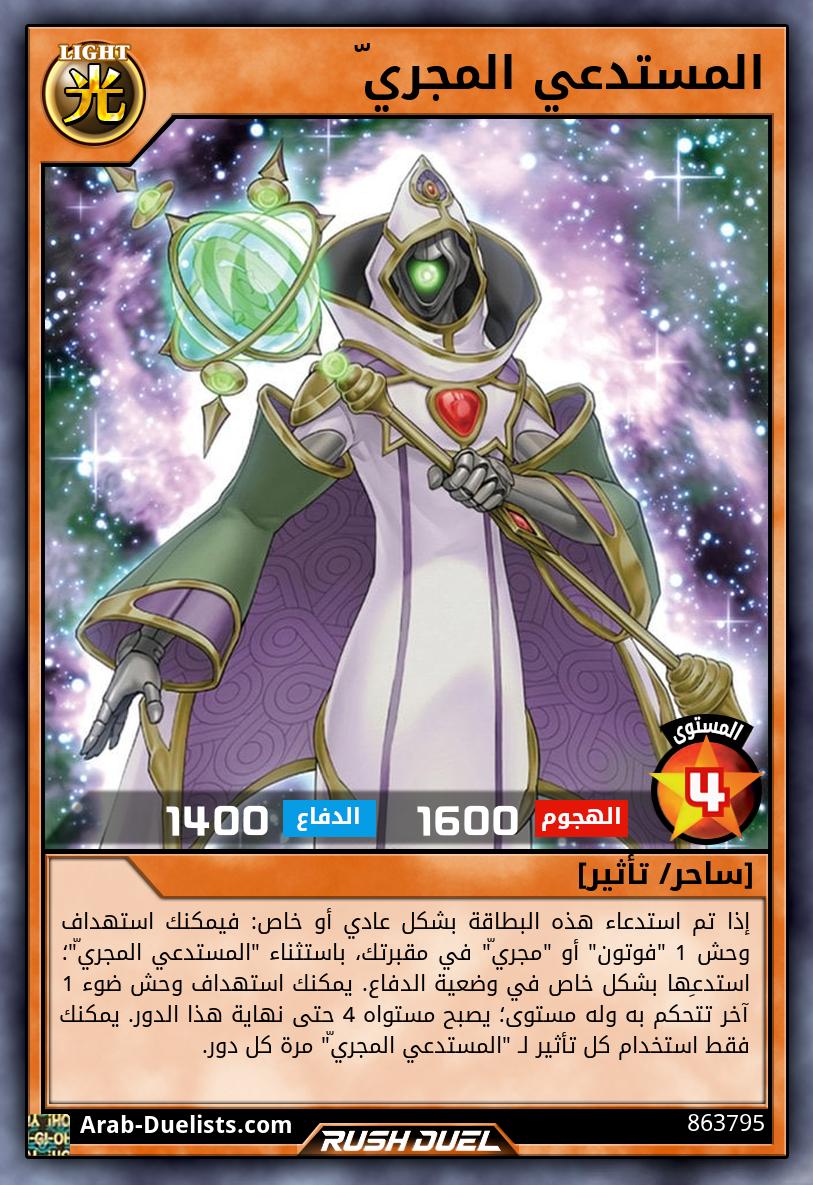 المستدعي المجريّ
LIGHT
光
المستوى
4
الهجوم 1600 الدفاع 1400
[ساحر/ تأثير]
إذا تم استدعاء هذه البطاقة بشكل عادي أو خاص: فيمكنك استهداف
وحش 1 "فوتون" أو "مجريّ" في مقبرتك، باستثناء "المستدعي المجريّ"؛
استدعِها بشكل خاص في وضعية الدفاع. يمكنك استهداف وحش ضوء 1
آخر تتحكم به وله مستوى؛ يصبح مستواه 4 حتى نهاية هذا الدور. يمكنك
فقط استخدام كل تأثير لـ "المستدعي المجريّ" مرة كل دور.
Arab-Duelists.com
RUSH DUEL
863795